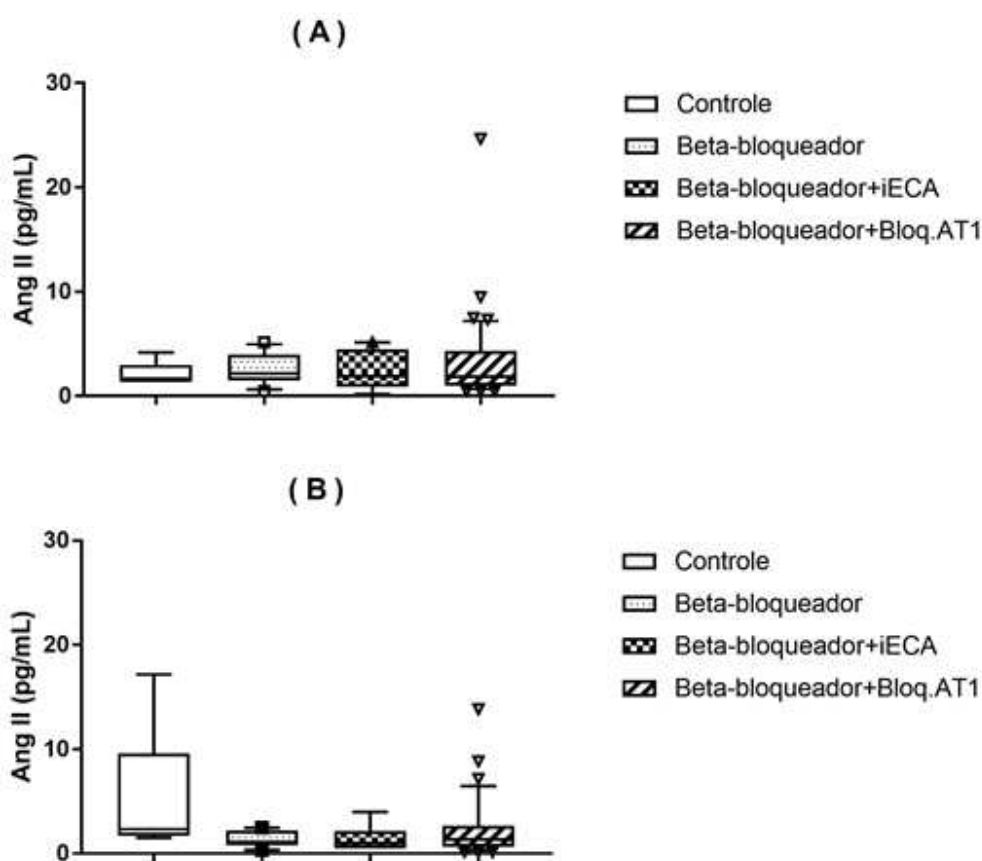 ( A )
30
20
10
0
Ang II (pg/mL)
Controle
Beta-bloqueador
Beta-bloqueador+iECA
Beta-bloqueador+Bloq.AT1
( B )
30
20
10
0
Ang II (pg/mL)
Controle
Beta-bloqueador
Beta-bloqueador+iECA
Beta-bloqueador+Bloq.AT1